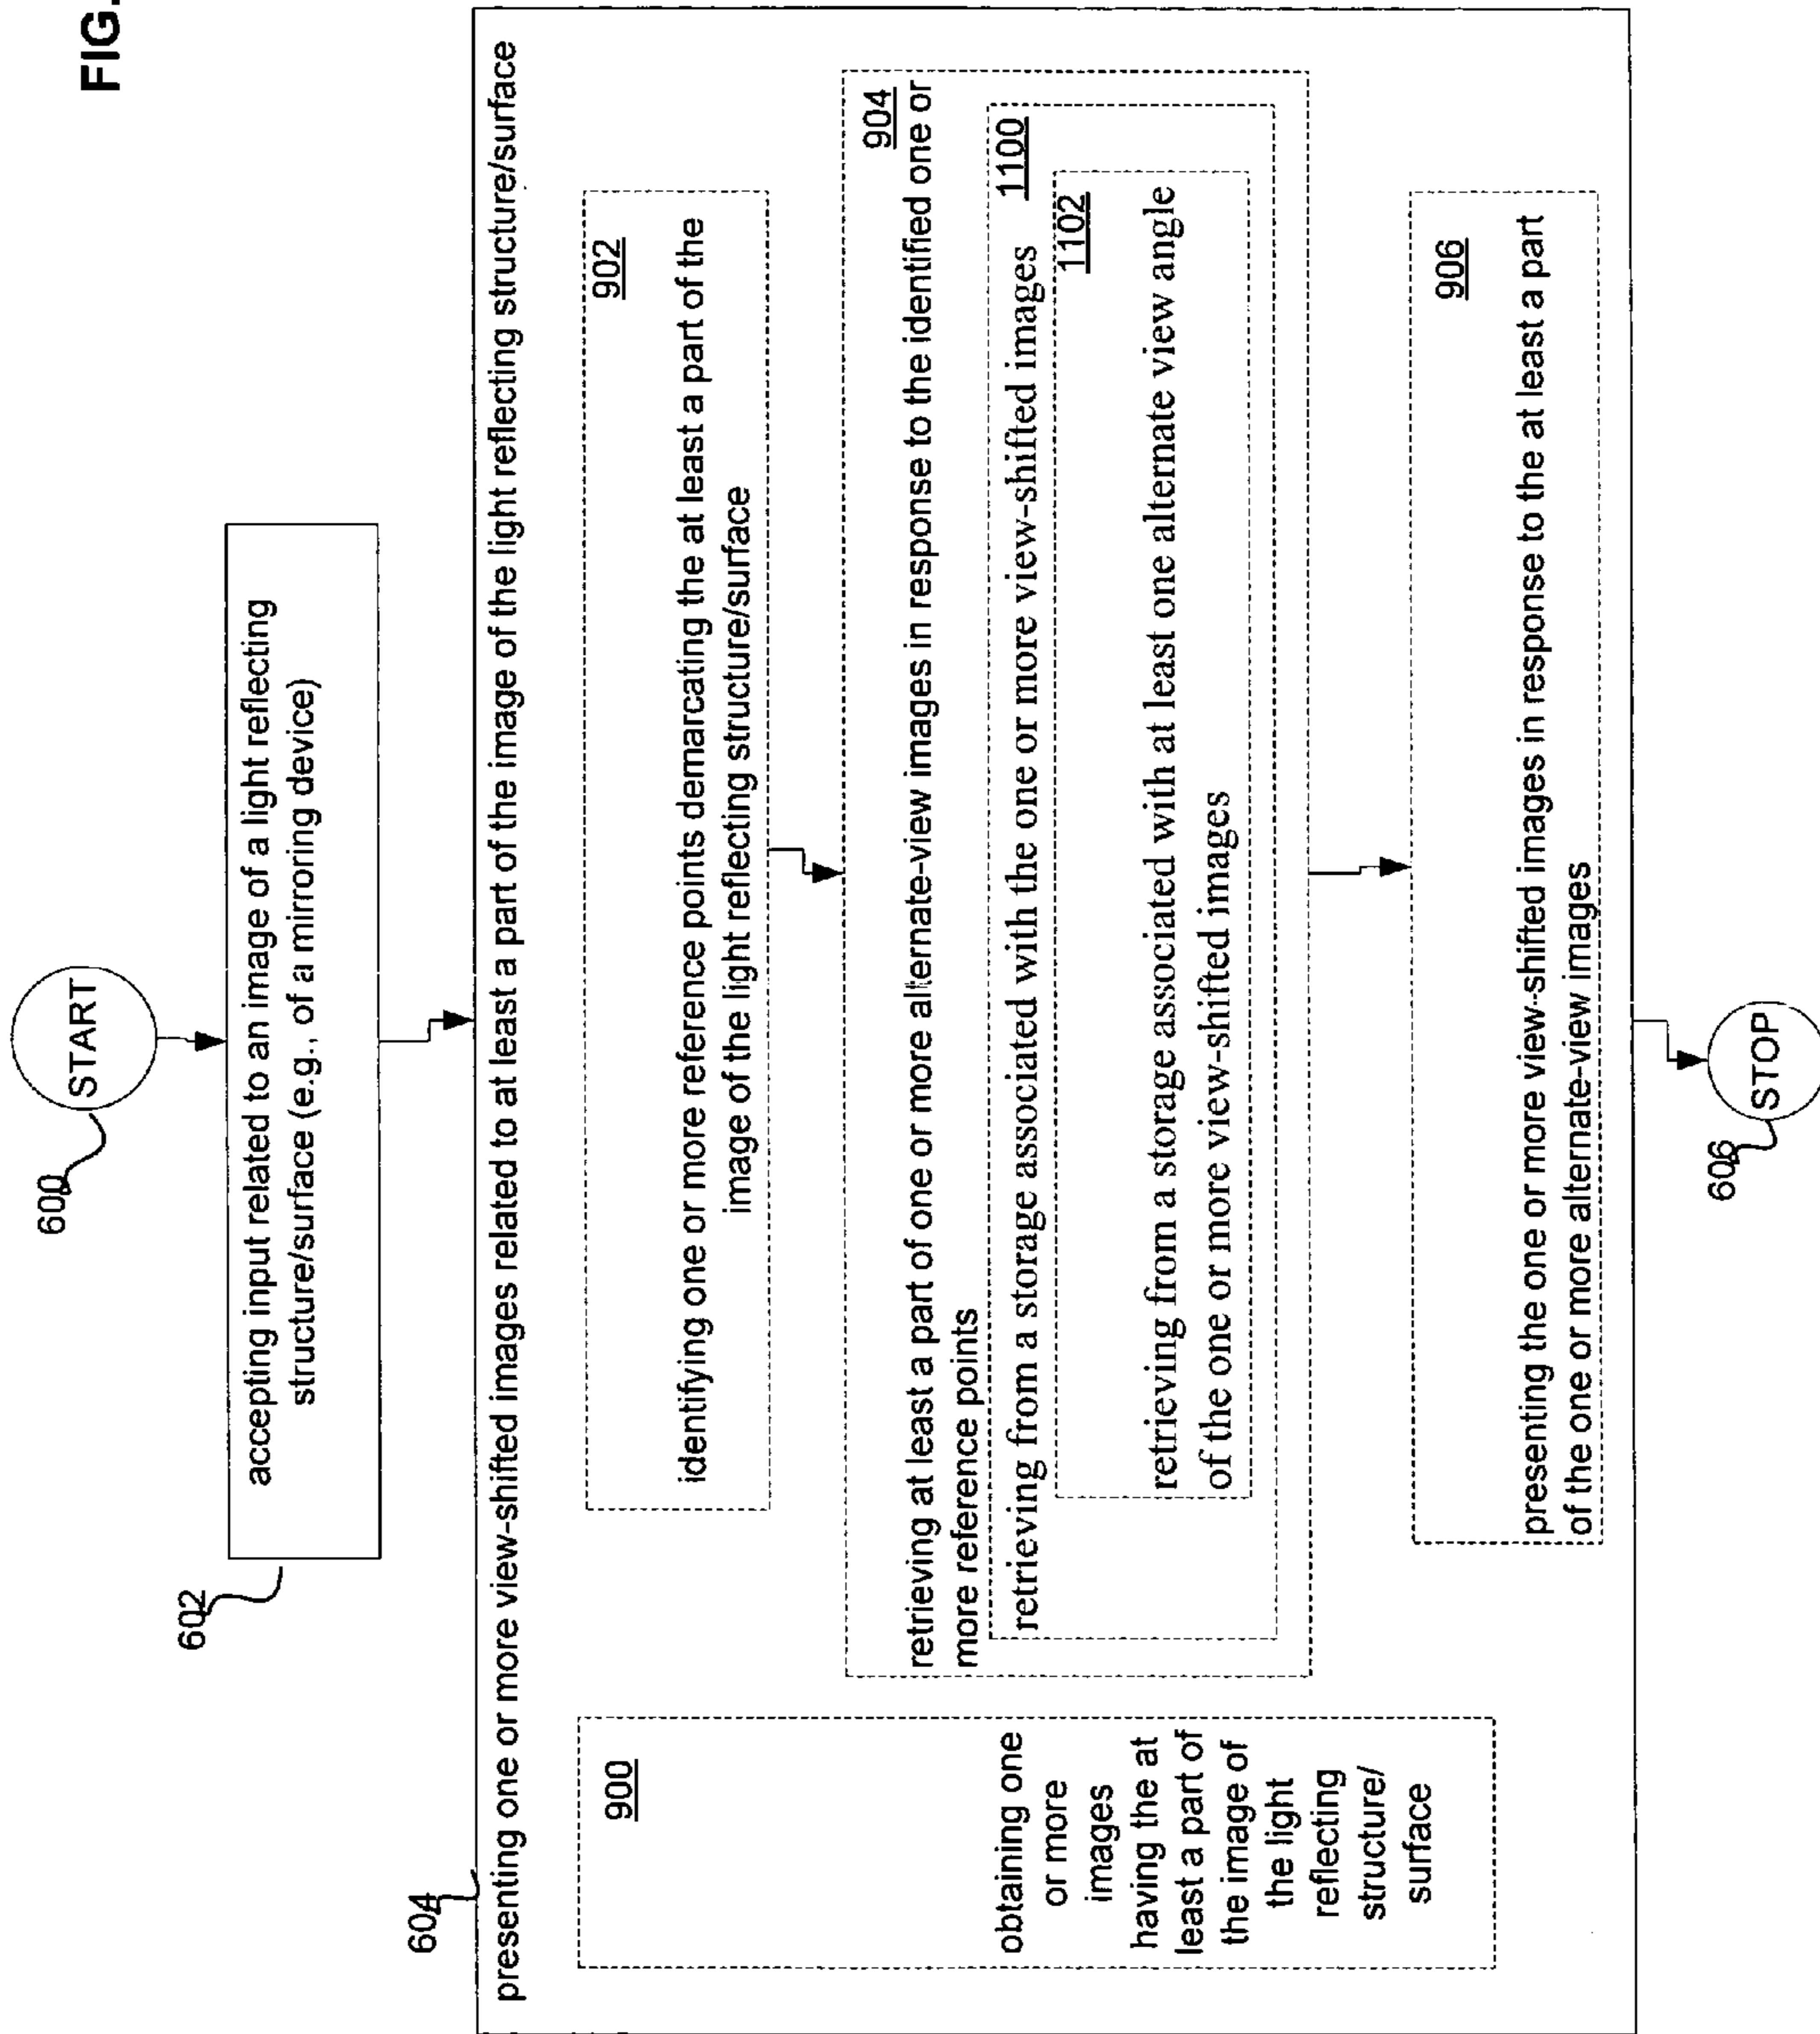 FIG.
START
600
accepting input related to an image of a light reflecting
structure/surface (e.g., of a mirroring device)
602
604
presenting one or more view-shifted images related to at least a part of the image of the light reflecting structure/surface
900
obtaining one
or more
images
having the at
least a part of
the image of
the light
reflecting
structure/
surface
902
identifying one or more reference points demarcating the at least a part of the
image of the light reflecting structure/surface
904
retrieving at least a part of one or more alternate-view images in response to the identified one or
more reference points
1100
retrieving from a storage associated with the one or more view-shifted images
1102
retrieving from a storage associated with at least one alternate view angle
of the one or more view-shifted images
906
presenting the one or more view-shifted images in response to the at least a part
of the one or more alternate-view images
STOP
606